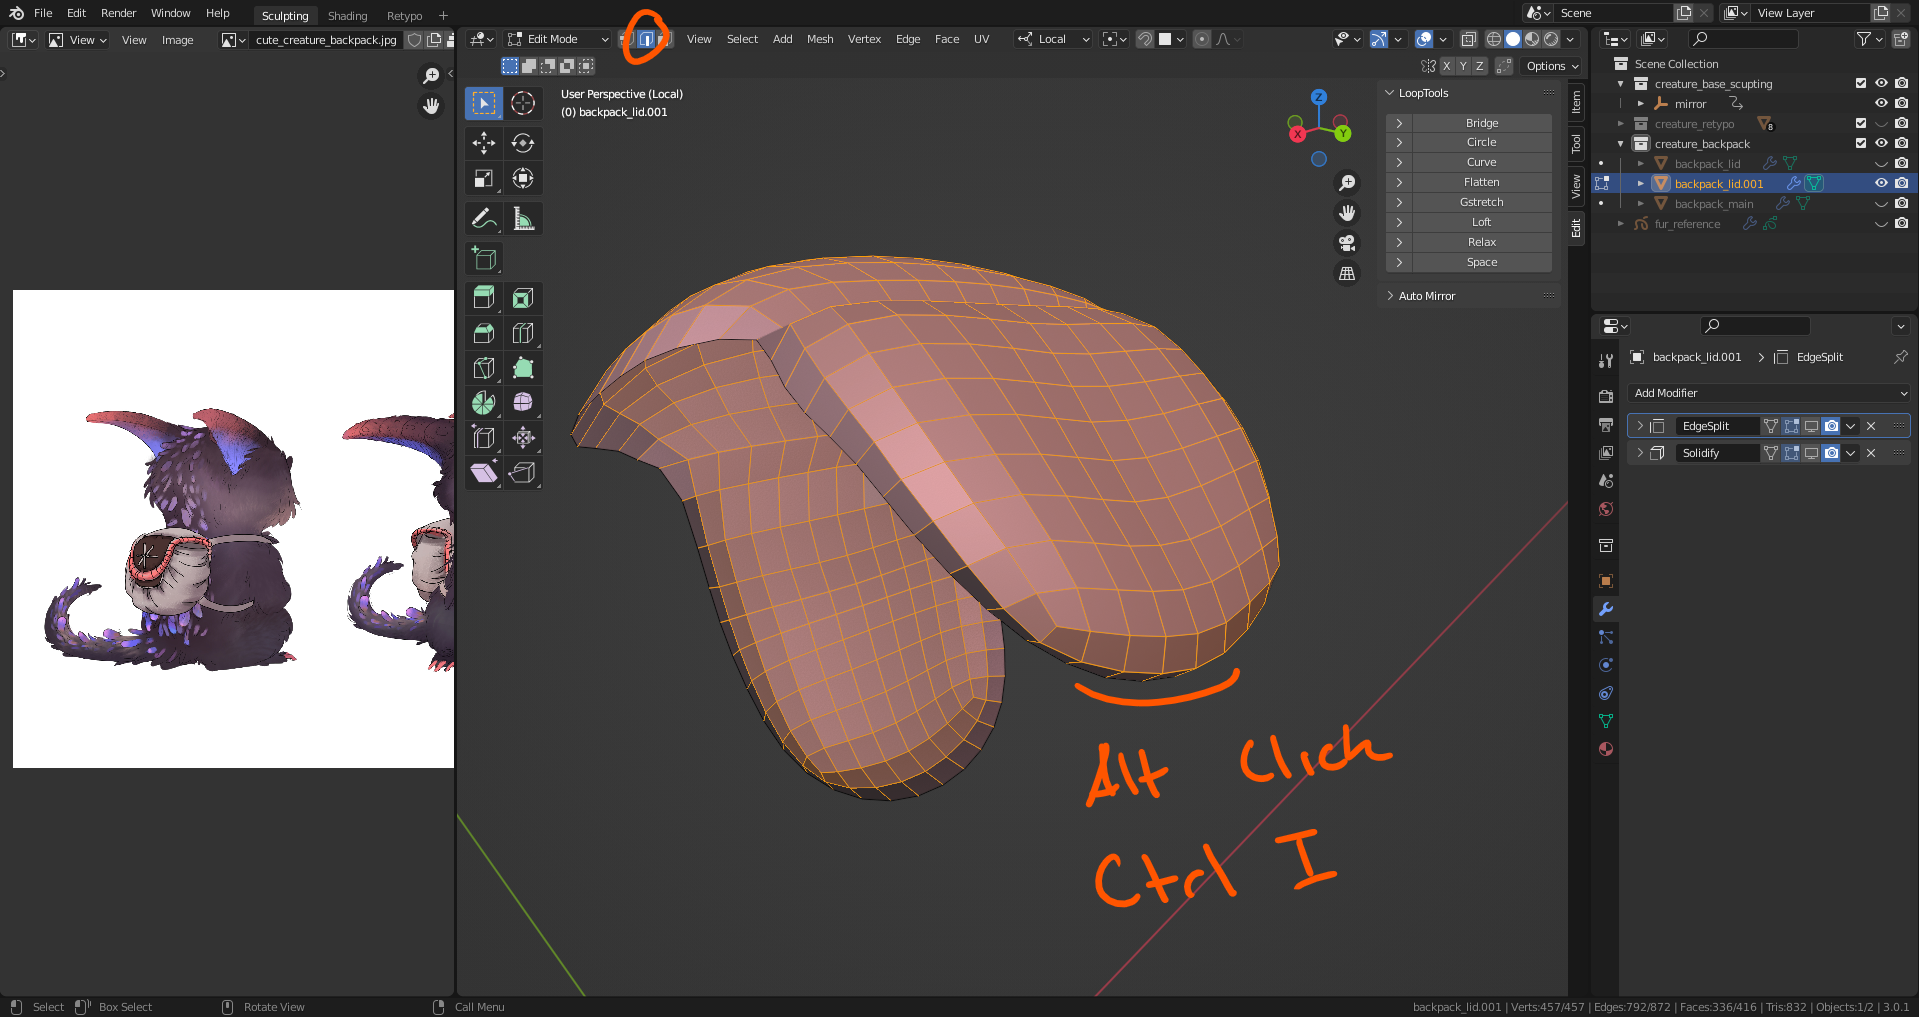 File Edit Render Window Help Sculpting Shading Retypo + Scene View Layer
View View Image cute_creature_backpack.jpg Edit Mode View Select Add Mesh Vertex Edge Face UV Local
X Y Z Options
User Perspective (Local)
(0) backpack_lid.001
LoopTools
Bridge
Circle
Curve
Flatten
Gstretch
Loft
Relax
Space
Auto Mirror
Item
Tool
View
Edit
Z
X
Y
Scene Collection
creature_base_scupting
mirror
creature_retypo 8
creature_backpack
backpack_lid
backpack_lid.001
backpack_main
fur_reference
backpack_lid.001 > EdgeSplit
Add Modifier
EdgeSplit
Solidify
Alt Click
Ctrl I
Select Box Select Rotate View Call Menu backpack_lid.001 | Verts:457/457 | Edges:792/872 | Faces:336/416 | Tris:832 | Objects:1/2 | 3.0.1